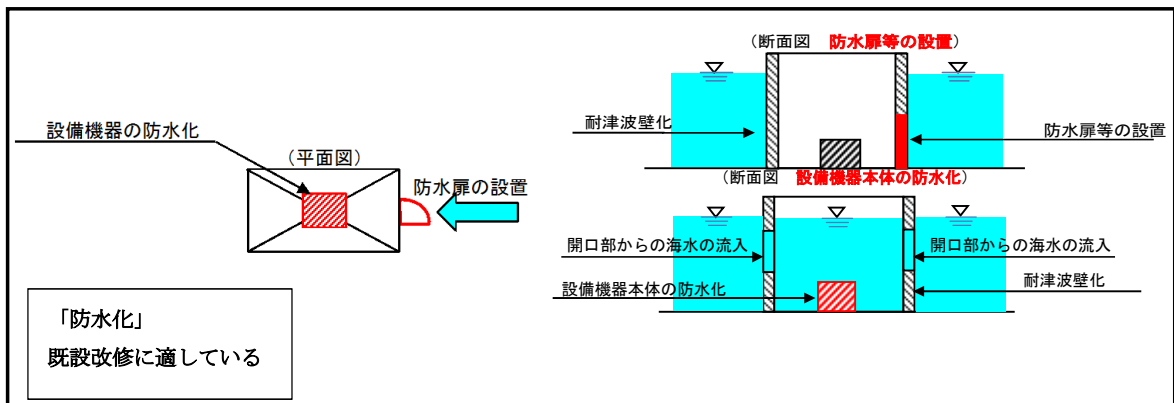 設備機器の防水化
（平面図）
防水扉の設置
「防水化」
既設改修に適している
（断面図　防水扉等の設置）
耐津波壁化
防水扉等の設置
（断面図　設備機器本体の防水化）
開口部からの海水の流入
開口部からの海水の流入
設備機器本体の防水化
耐津波壁化